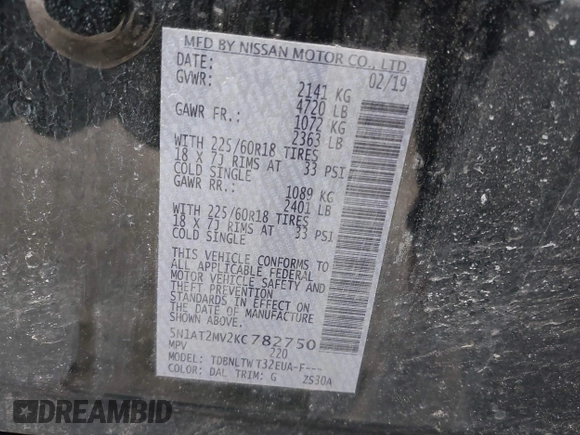 MFD BY NISSAN MOTOR CO., LTD.
DATE: 02/19
GVWR: 2141 KG
4720 LB
GAWR FR.: 1072 KG
2363 LB
WITH 225/60R18 TIRES
18 X 7J RIMS AT 33 PSI
COLD SINGLE
GAWR RR.: 1089 KG
2401 LB
WITH 225/60R18 TIRES
18 X 7J RIMS AT 33 PSI
COLD SINGLE
THIS VEHICLE CONFORMS TO
ALL APPLICABLE FEDERAL
MOTOR VEHICLE SAFETY AND
THEFT PREVENTION
STANDARDS IN EFFECT ON
THE DATE OF MANUFACTURE
SHOWN ABOVE.
5N1AT2MV2KC782750
MPV 220
MODEL: TDBNLTWT32EUA-F---
COLOR: DAL TRIM: G 2S30A
DREAMBID